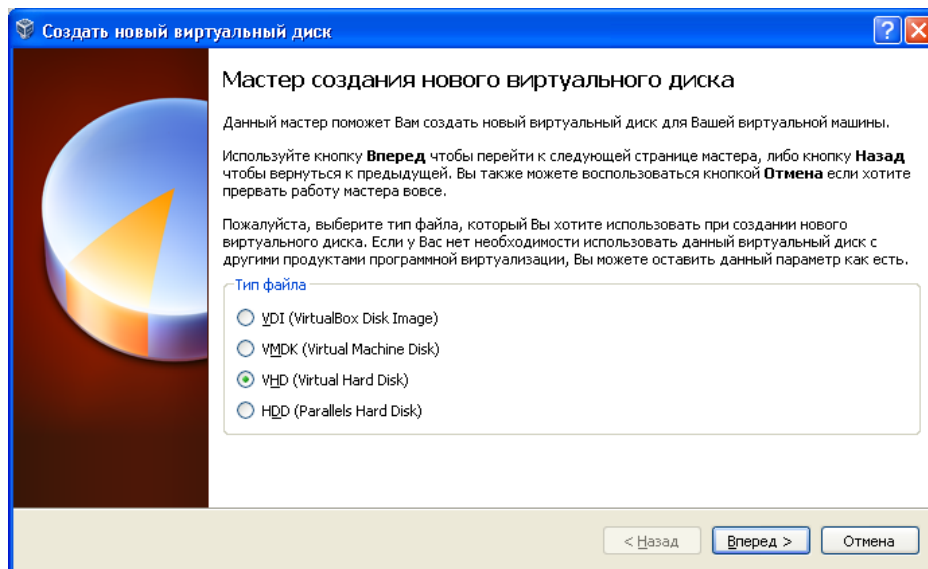 Создать новый виртуальный диск
Мастер создания нового виртуального диска
Данный мастер поможет Вам создать новый виртуальный диск для Вашей виртуальной машины.
Используйте кнопку Вперед чтобы перейти к следующей странице мастера, либо кнопку Назад
чтобы вернуться к предыдущей. Вы также можете воспользоваться кнопкой Отмена если хотите
прервать работу мастера вовсе.
Пожалуйста, выберите тип файла, который Вы хотите использовать при создании нового
виртуального диска. Если у Вас нет необходимости использовать данный виртуальный диск с
другими продуктами программной виртуализации, Вы можете оставить данный параметр как есть.
Тип файла
VDI (VirtualBox Disk Image)
VMDK (Virtual Machine Disk)
VHD (Virtual Hard Disk)
HDD (Parallels Hard Disk)
< Назад Вперед > Отмена